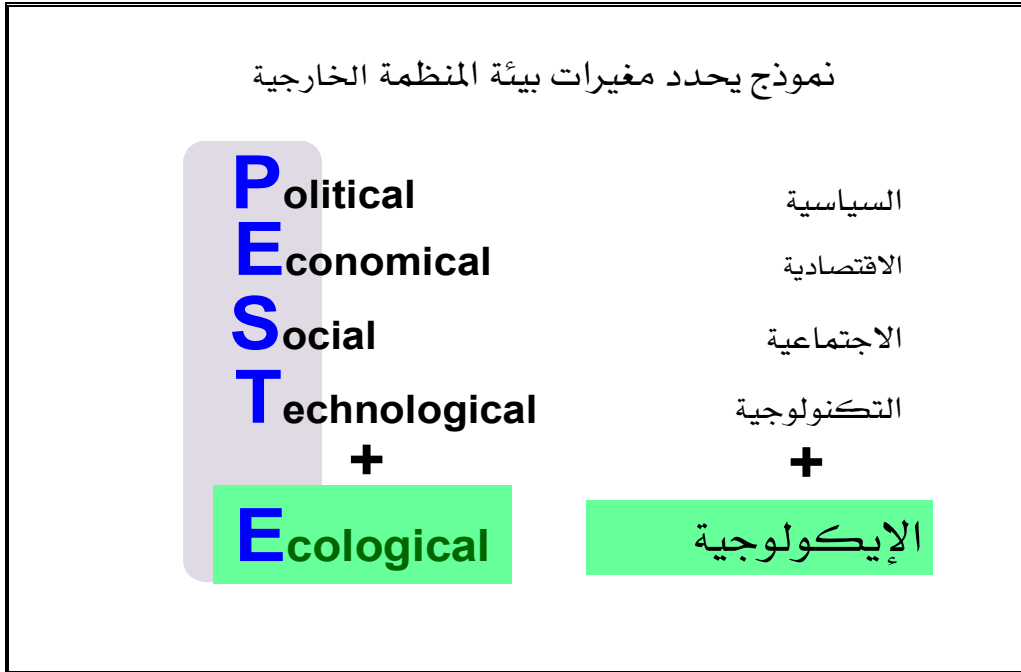 نموذج يحدد مغيرات بيئة المنظمة الخارجية
Political السياسية
Economical الاقتصادية
Social الاجتماعية
Technological التكنولوجية
+ +
Ecological الإيكولوجية